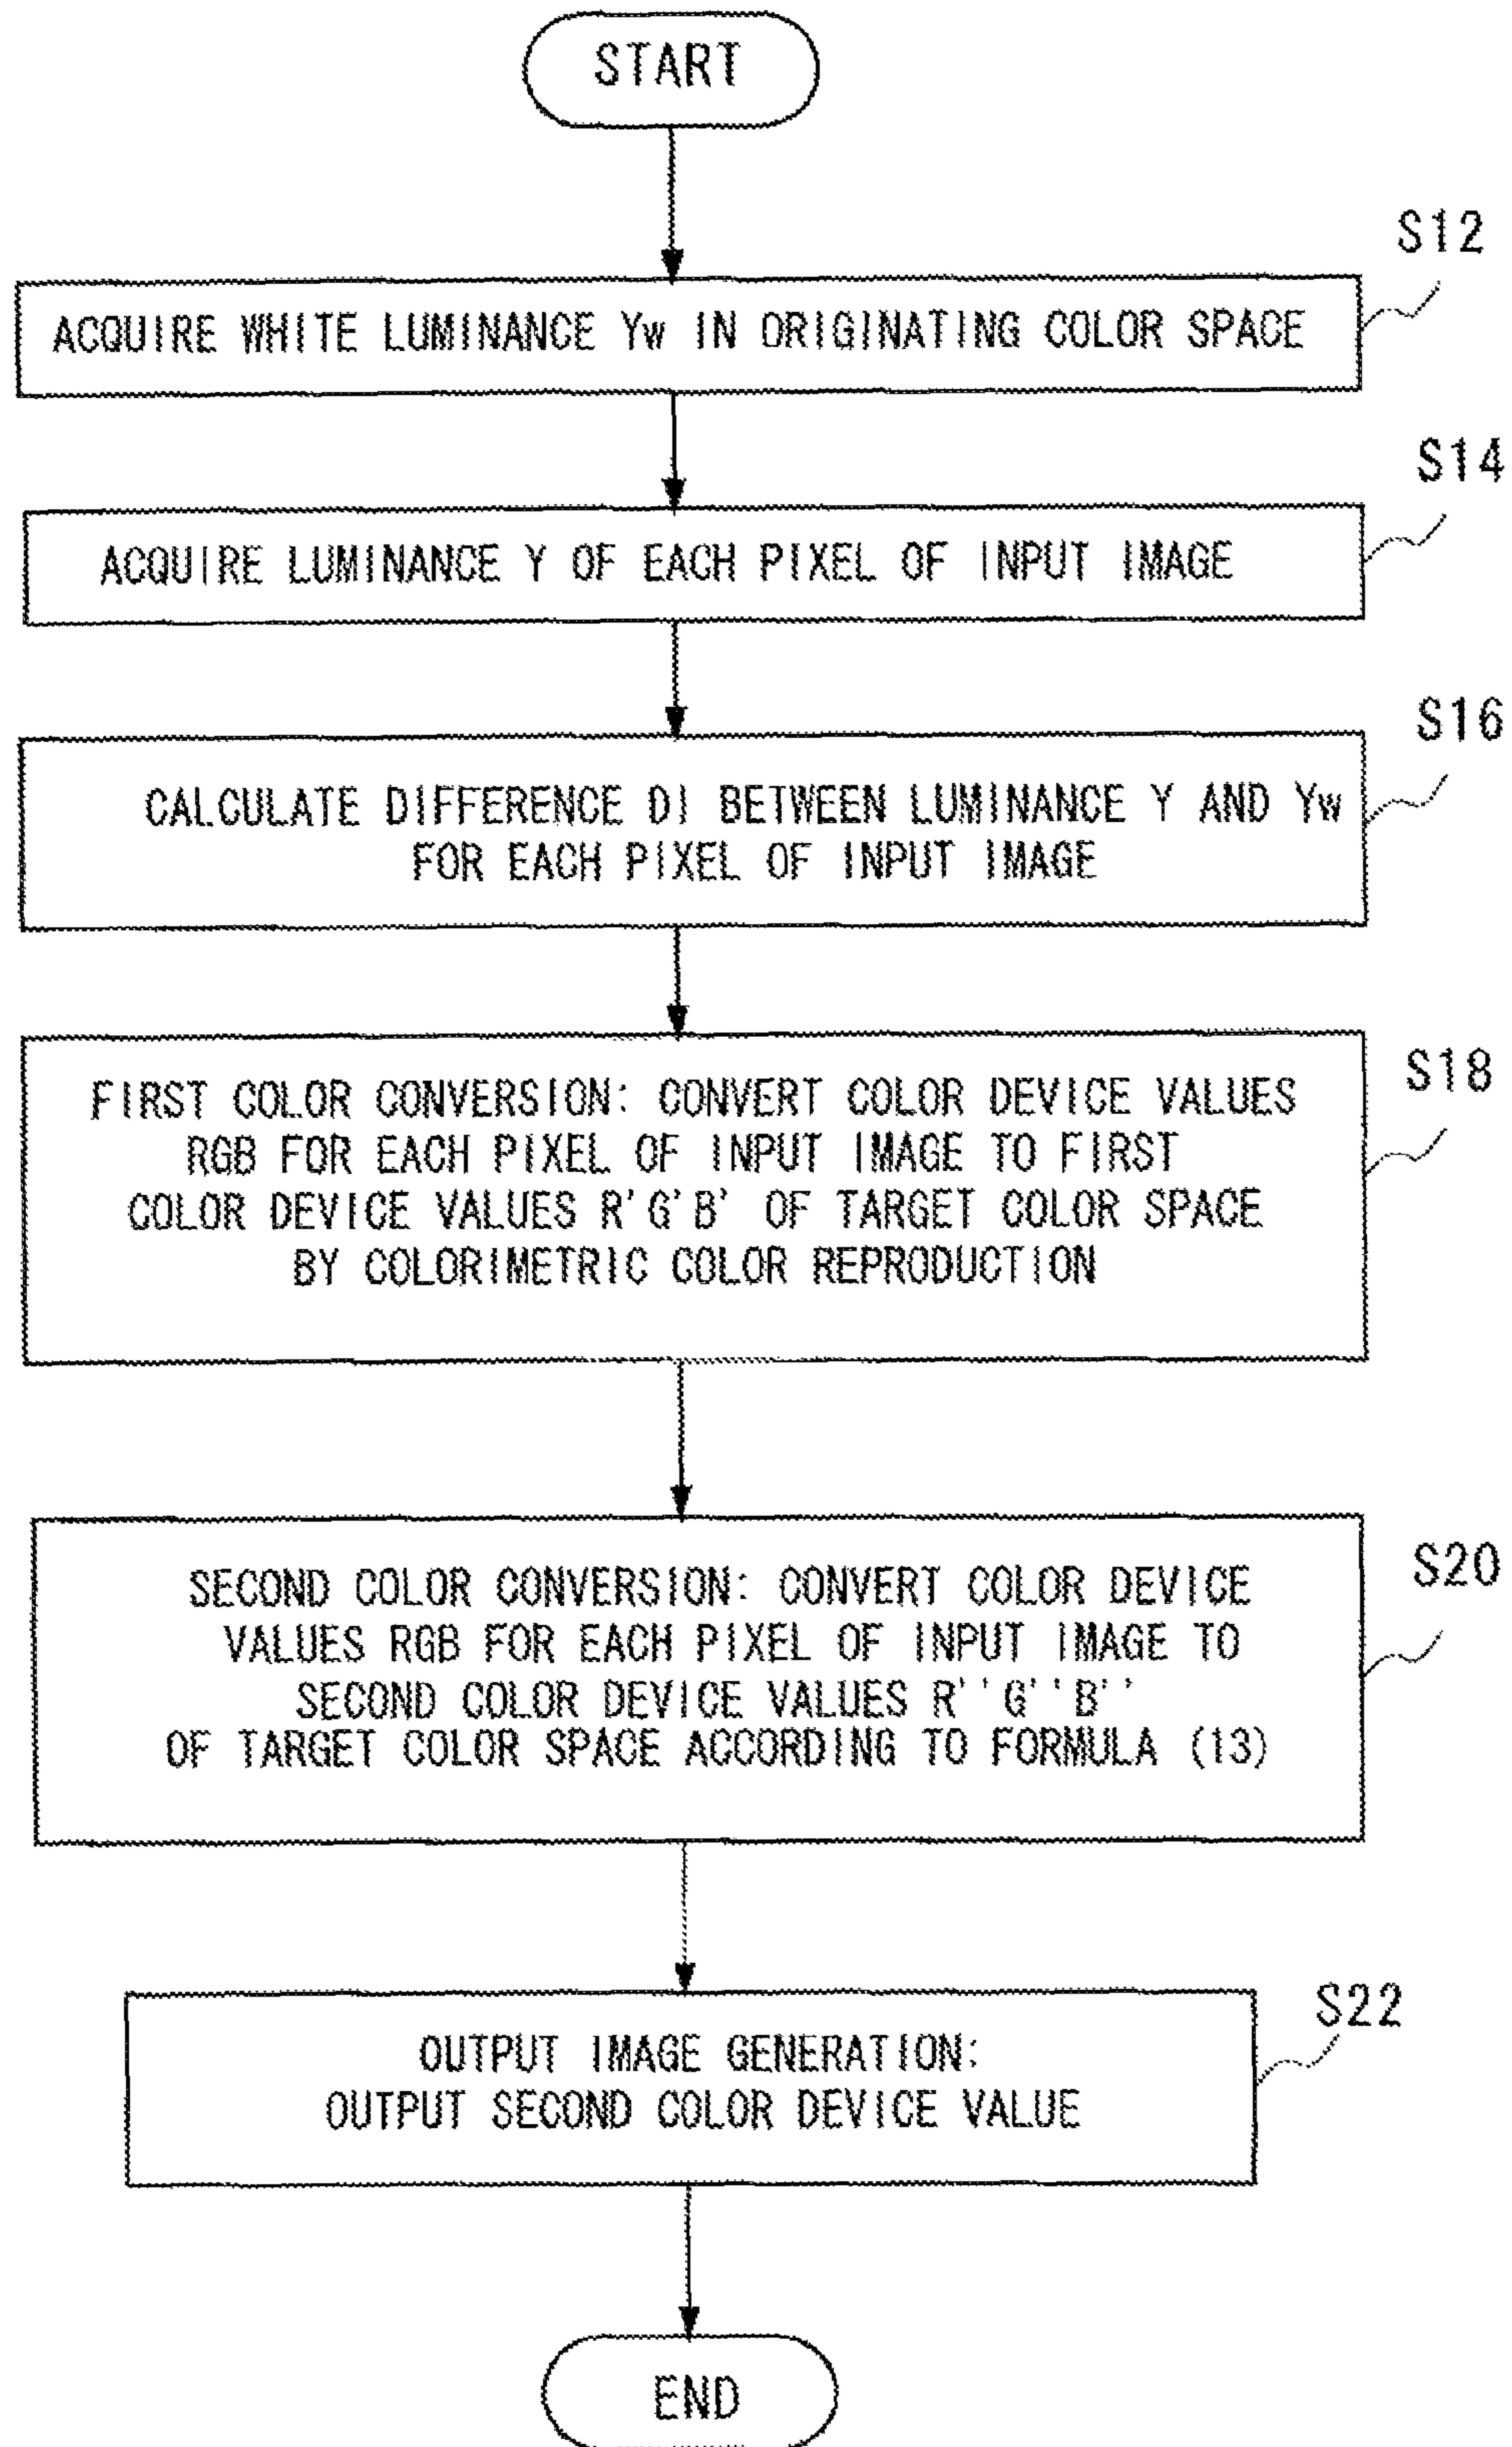 START
S12
ACQUIRE WHITE LUMINANCE Yw IN ORIGINATING COLOR SPACE
S14
ACQUIRE LUMINANCE Y OF EACH PIXEL OF INPUT IMAGE
S16
CALCULATE DIFFERENCE DI BETWEEN LUMINANCE Y AND Yw
FOR EACH PIXEL OF INPUT IMAGE
S18
FIRST COLOR CONVERSION: CONVERT COLOR DEVICE VALUES
RGB FOR EACH PIXEL OF INPUT IMAGE TO FIRST
COLOR DEVICE VALUES R'G'B' OF TARGET COLOR SPACE
BY COLORIMETRIC COLOR REPRODUCTION
S20
SECOND COLOR CONVERSION: CONVERT COLOR DEVICE
VALUES RGB FOR EACH PIXEL OF INPUT IMAGE TO
SECOND COLOR DEVICE VALUES R''G''B''
OF TARGET COLOR SPACE ACCORDING TO FORMULA (13)
S22
OUTPUT IMAGE GENERATION:
OUTPUT SECOND COLOR DEVICE VALUE
END